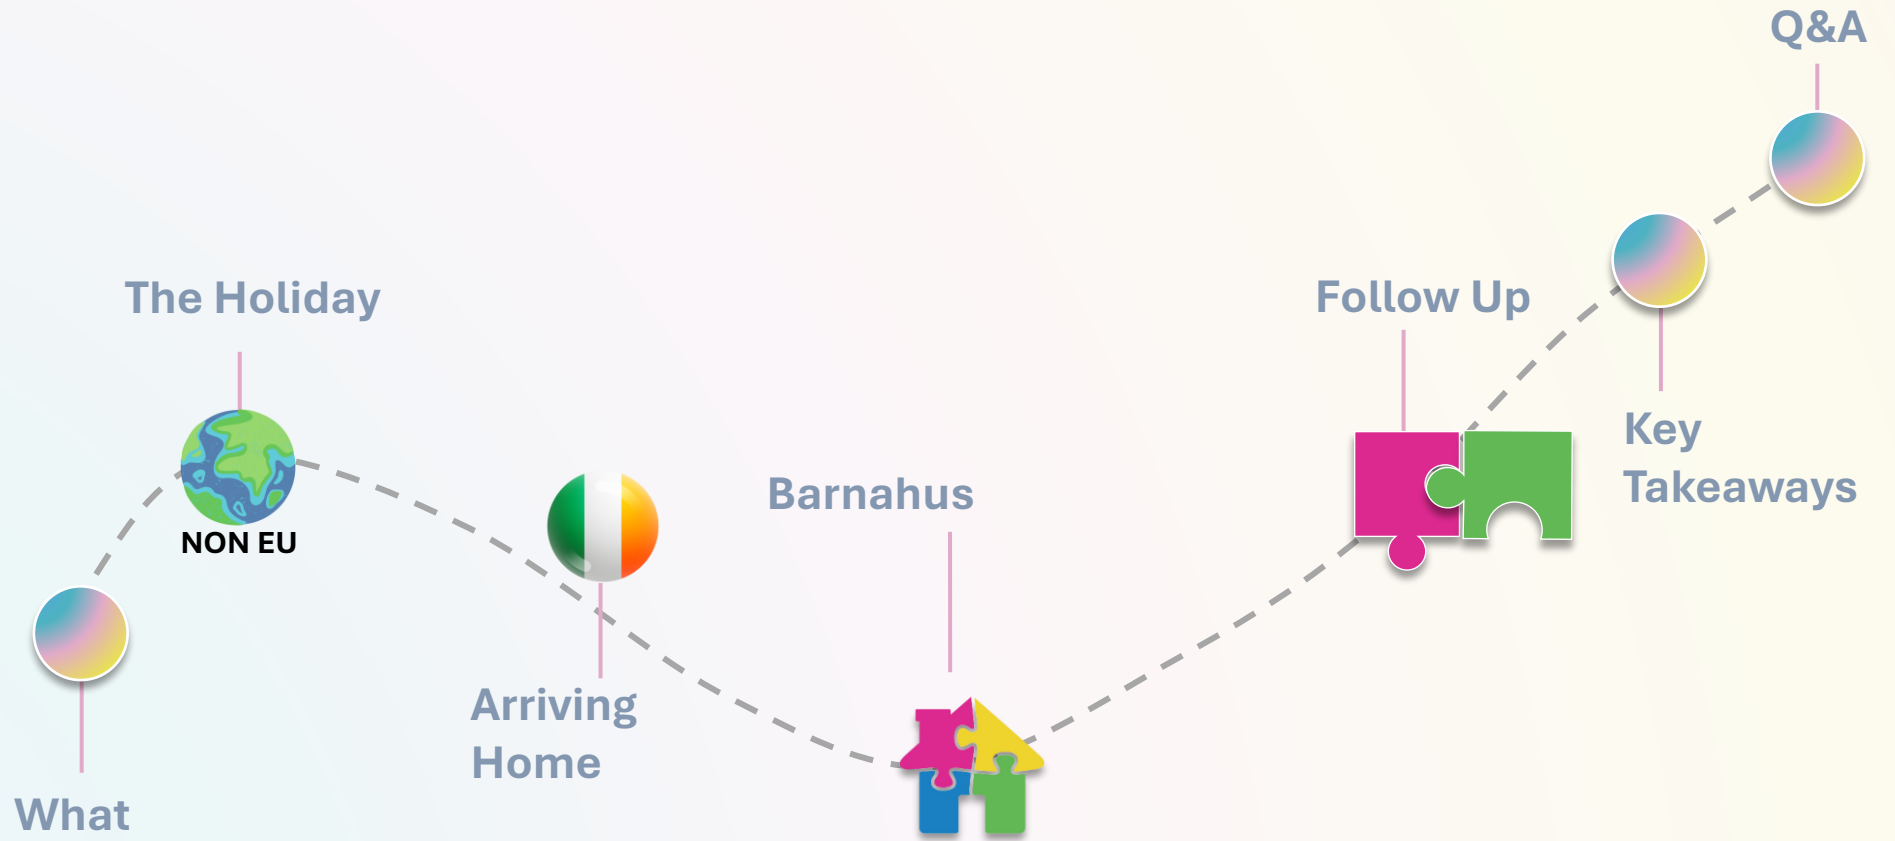 What
The Holiday
NON EU
Arriving
Home
Barnahus
Follow Up
Key
Takeaways
Q&A